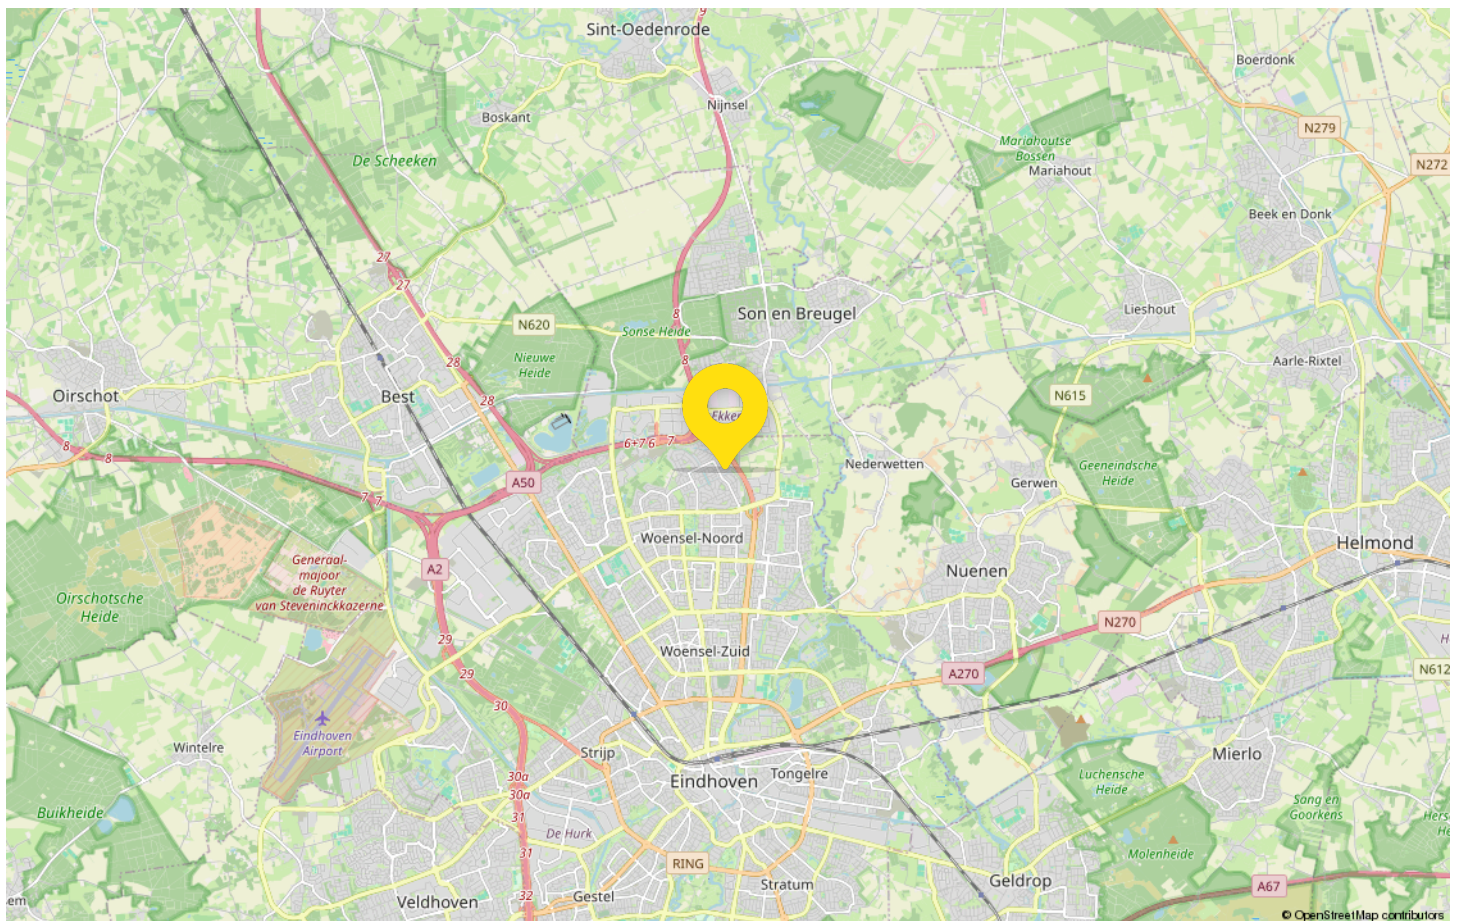 9
Sint-Oedenrode
Boerdonk
Nijnsel
Boskant
N279
Mariahoutse
Bossen
Mariahout
De Scheeken
N272
Beek en Donk
27
27
Lieshout
8
Son en Breugel
N620
Sonse Heide
8
Nieuwe
Heide
28
Aarle-Rixtel
Oirschot
Best
N615
28
Ekker
6+7 6
7
8
8
Nederwetten
Geeneindsche
Heide
A50
Gerwen
7
7
Woensel-Noord
Helmond
Generaal-
majoor
de Ruyter
van Steveninckkazerne
A2
Nuenen
Oirschotsche
Heide
N270
29
Woensel-Zuid
N612
29
A270
30
Eindhoven
Airport
Wintelre
Strijp
Mierlo
30a
Eindhoven
Tongelre
Luchensche
Heide
30a
Buikheide
31
Sang en
Goorkens
De Hurk
31
Molenheide
RING
Geldrop
32
Gestel
Stratum
A67
Veldhoven
© OpenStreetMap contributors